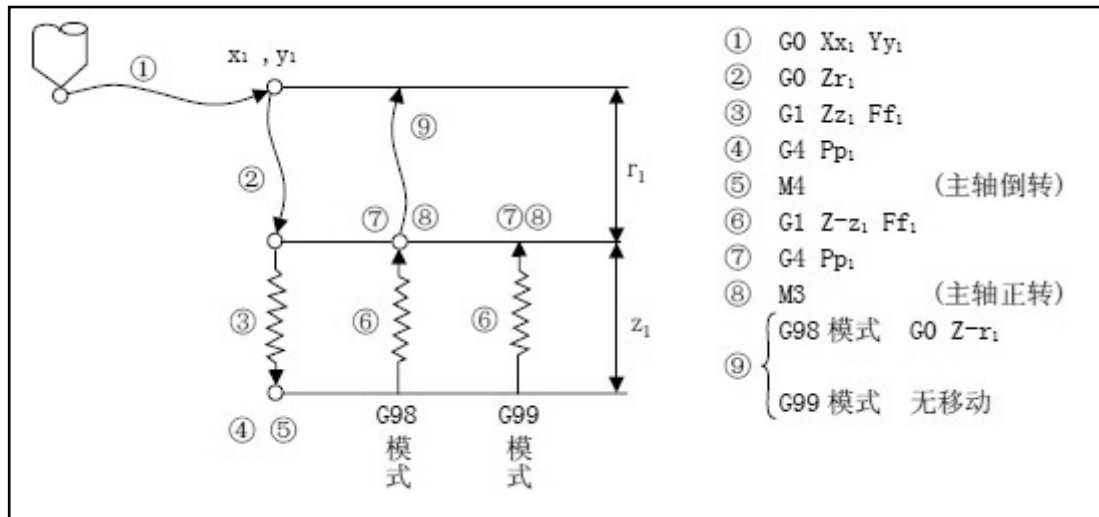 ①
x₁ , y₁
②
⑨
r₁
⑦ ⑧
⑦⑧
③
⑥
⑥
z₁
④ ⑤
G98
模
式
G99
模
式
① G0 Xx₁ Yy₁
② G0 Zr₁
③ G1 Zz₁ Ff₁
④ G4 Pp₁
⑤ M4 (主轴倒转)
⑥ G1 Z-z₁ Ff₁
⑦ G4 Pp₁
⑧ M3 (主轴正转)
⑨
G98 模式 G0 Z-r₁
G99 模式 无移动